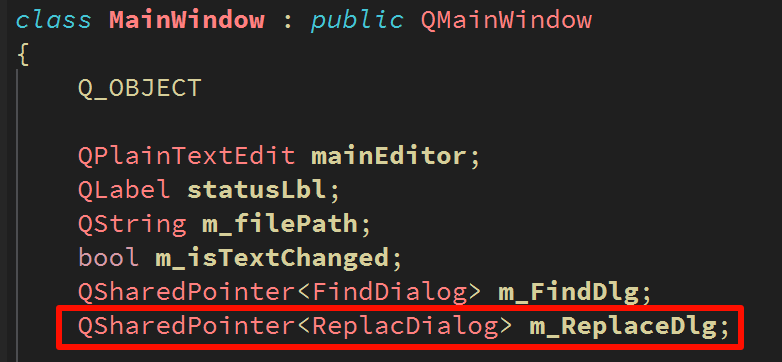 class MainWindow : public QMainWindow
{
Q_OBJECT
QPlainTextEdit mainEditor;
QLabel statusLbl;
QString m_filePath;
bool m_isTextChanged;
QSharedPointer<FindDialog> m_FindDlg;
QSharedPointer<ReplacDialog> m_ReplaceDlg;